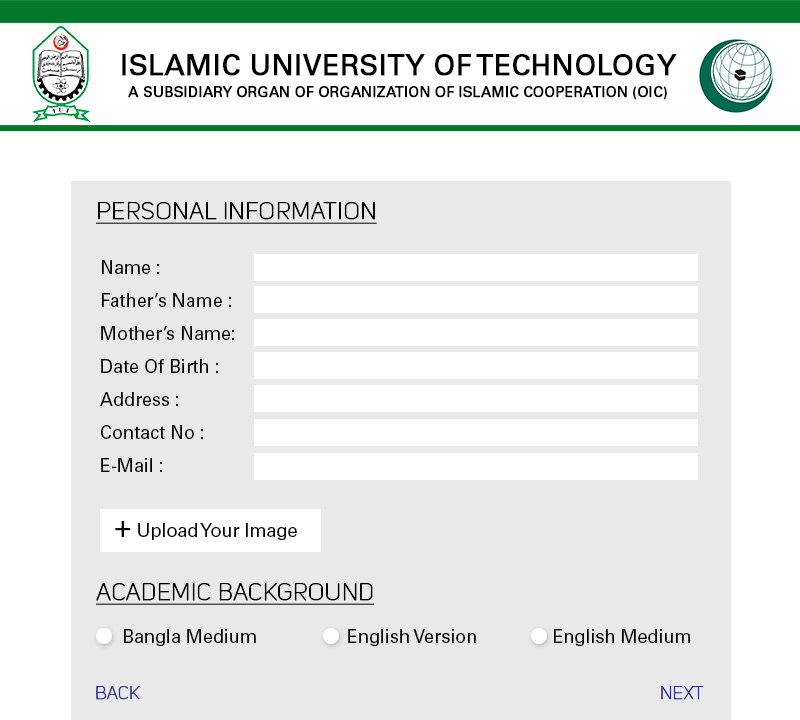 ISLAMIC UNIVERSITY OF TECHNOLOGY
A SUBSIDIARY ORGAN OF ORGANIZATION OF ISLAMIC COOPERATION (OIC)
IUT
PERSONAL INFORMATION
Name :
Father's Name :
Mother's Name:
Date Of Birth :
Address :
Contact No :
E-Mail :
+ Upload Your Image
ACADEMIC BACKGROUND
Bangla Medium English Version English Medium
BACK NEXT